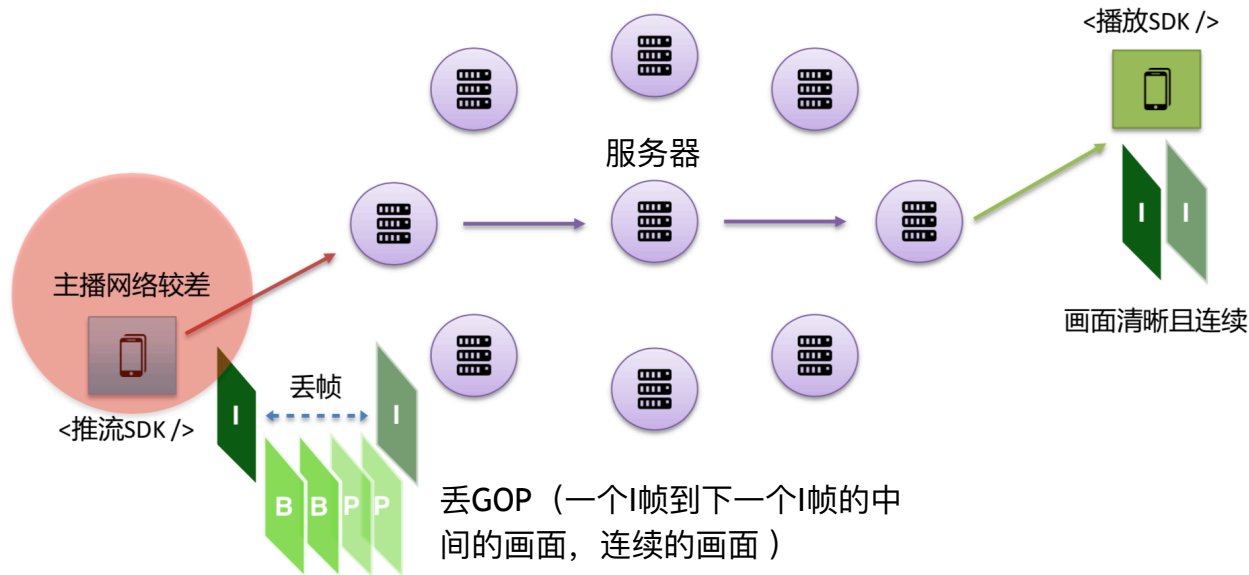 <播放SDK />
服务器
I I
主播网络较差
画面清晰且连续
丢帧
I I
<推流SDK />
B B P P
丢GOP（一个I帧到下一个I帧的中
间的画面，连续的画面 ）